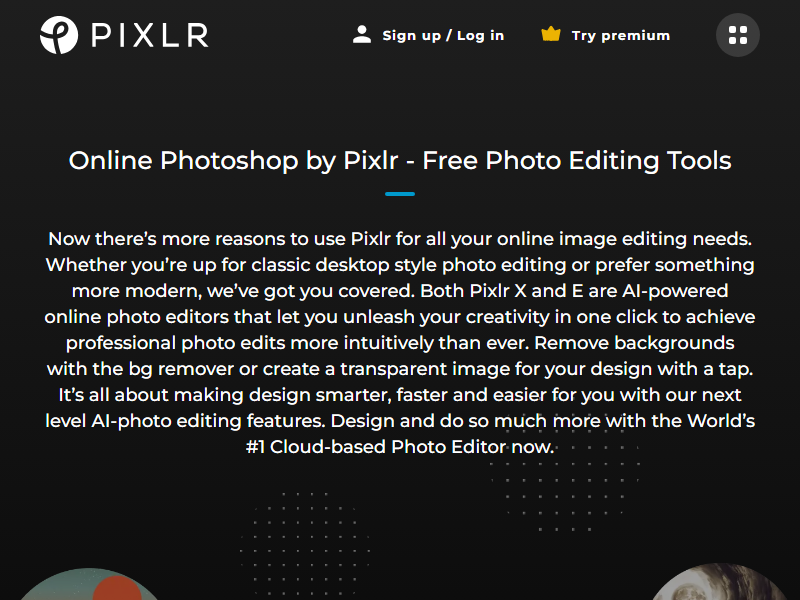 PIXLR
Sign up / Log in
Try premium
Online Photoshop by Pixlr - Free Photo Editing Tools
Now there’s more reasons to use Pixlr for all your online image editing needs.
Whether you’re up for classic desktop style photo editing or prefer something
more modern, we’ve got you covered. Both Pixlr X and E are AI-powered
online photo editors that let you unleash your creativity in one click to achieve
professional photo edits more intuitively than ever. Remove backgrounds
with the bg remover or create a transparent image for your design with a tap.
It’s all about making design smarter, faster and easier for you with our next
level AI-photo editing features. Design and do so much more with the World’s
#1 Cloud-based Photo Editor now.